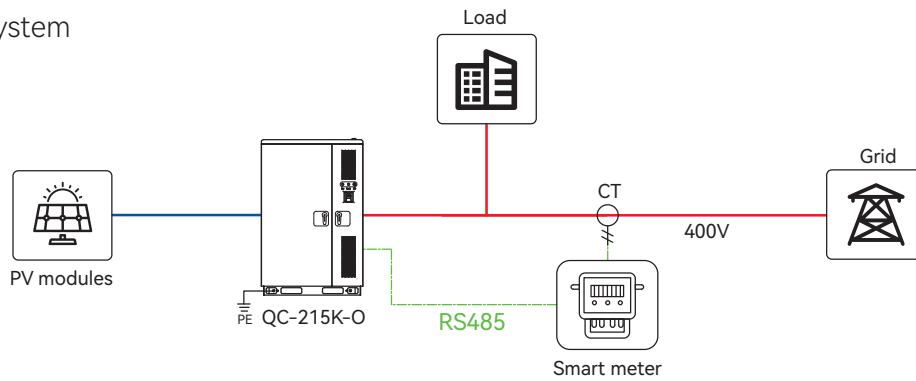 ystem
Load
Grid
CT
400V
PV modules
PE
QC-215K-O
RS485
Smart meter